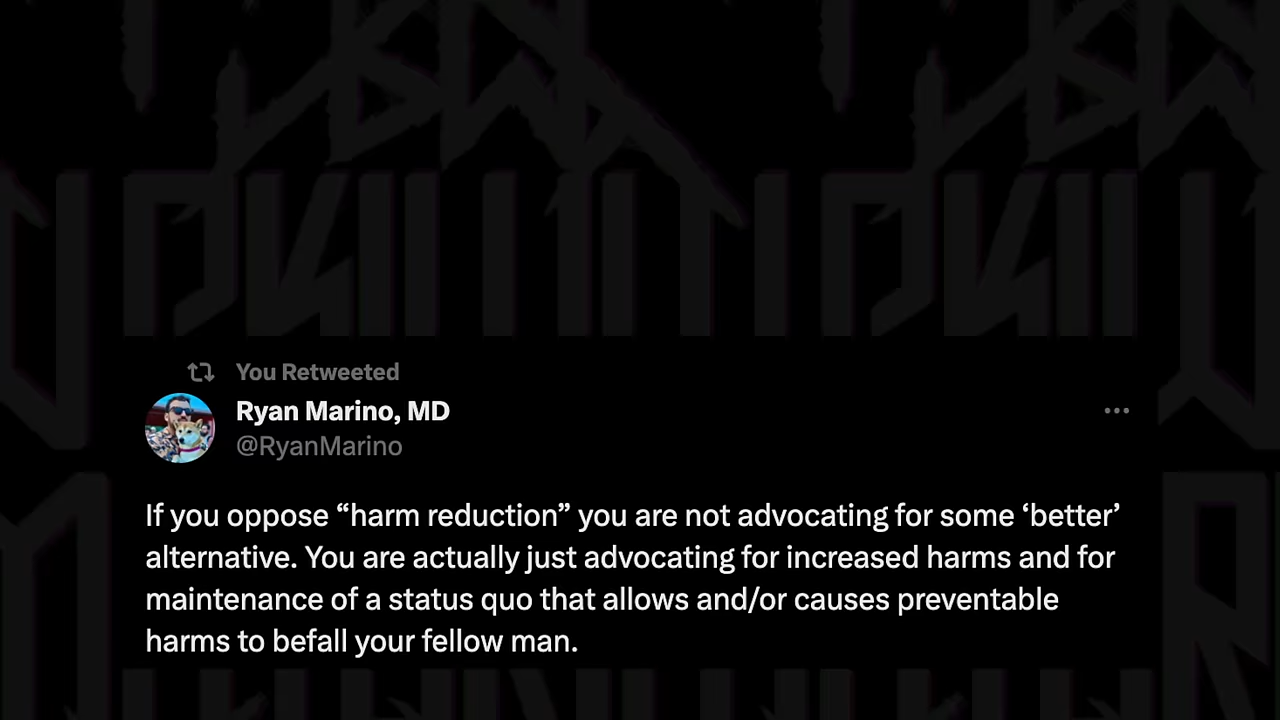 You Retweeted
Ryan Marino, MD
@RyanMarino
If you oppose “harm reduction” you are not advocating for some ‘better’
alternative. You are actually just advocating for increased harms and for
maintenance of a status quo that allows and/or causes preventable
harms to befall your fellow man.